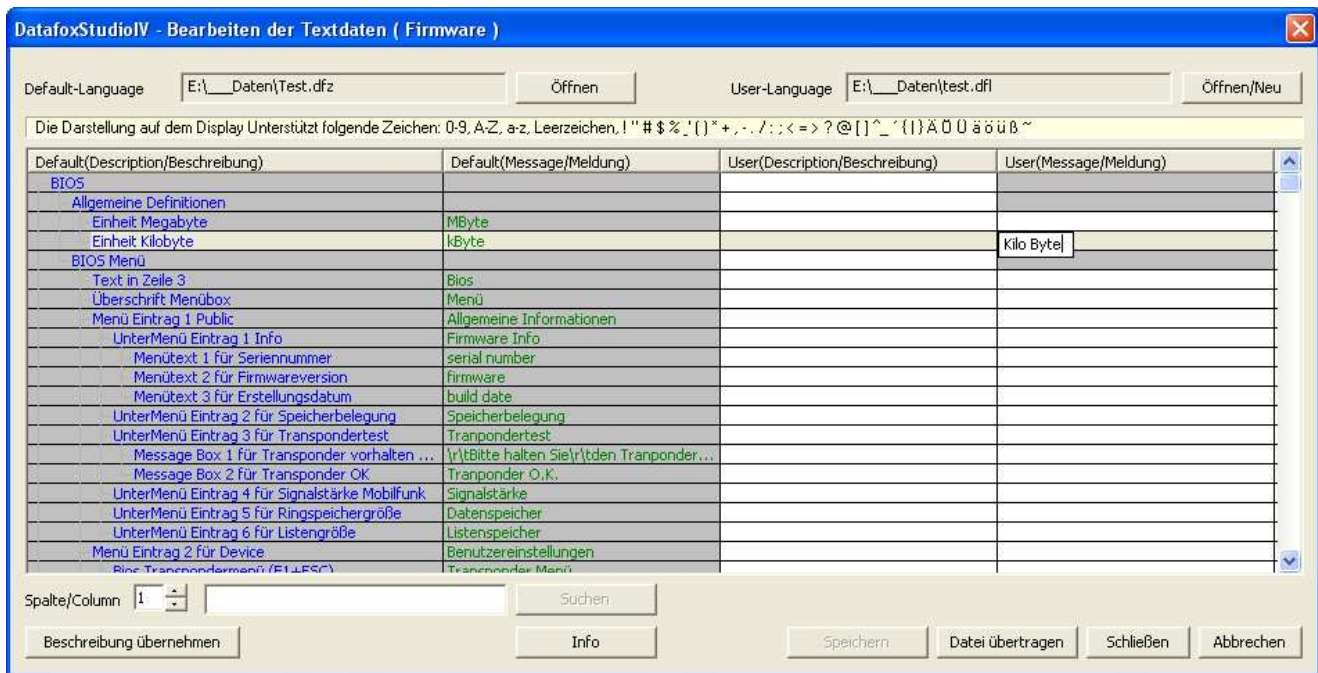 DatafoxStudioIV - Bearbeiten der Textdaten ( Firmware )
Default-Language E:\___Daten\Test.dfz Öffnen User-Language E:\___Daten\test.dfl Öffnen/Neu
Die Darstellung auf dem Display Unterstützt folgende Zeichen: 0-9, A-Z, a-z, Leerzeichen, ! " # $ % ,'( )* + , - . / : ; < = > ? @ [ ] ^ _ ´ { | } Ä Ö Ü ä ö ü ß ~
Default(Description/Beschreibung) Default(Message/Meldung) User(Description/Beschreibung) User(Message/Meldung)
BIOS
Allgemeine Definitionen
Einheit Megabyte MByte
Einheit Kilobyte kByte Kilo Byte
BIOS Menü
Text in Zeile 3 Bios
Überschrift Menübox Menü
Menü Eintrag 1 Public Allgemeine Informationen
UnterMenü Eintrag 1 Info Firmware Info
Menütext 1 für Seriennummer serial number
Menütext 2 für Firmwareversion firmware
Menütext 3 für Erstellungsdatum build date
UnterMenü Eintrag 2 für Speicherbelegung Speicherbelegung
UnterMenü Eintrag 3 für Transpondertest Tranpondertest
Message Box 1 für Transponder vorhalten ... \r\tBitte halten Sie\r\tden Tranponder...
Message Box 2 für Transponder OK Tranponder O.K.
UnterMenü Eintrag 4 für Signalstärke Mobilfunk Signalstärke
UnterMenü Eintrag 5 für Ringspeichergröße Datenspeicher
UnterMenü Eintrag 6 für Listengröße Listenspeicher
Menü Eintrag 2 für Device Benutzereinstellungen
Bios Transpondermenü (F1+ESC) Transponder Menü
Spalte/Column 1 Suchen
Beschreibung übernehmen Info Speichern Datei übertragen Schließen Abbrechen